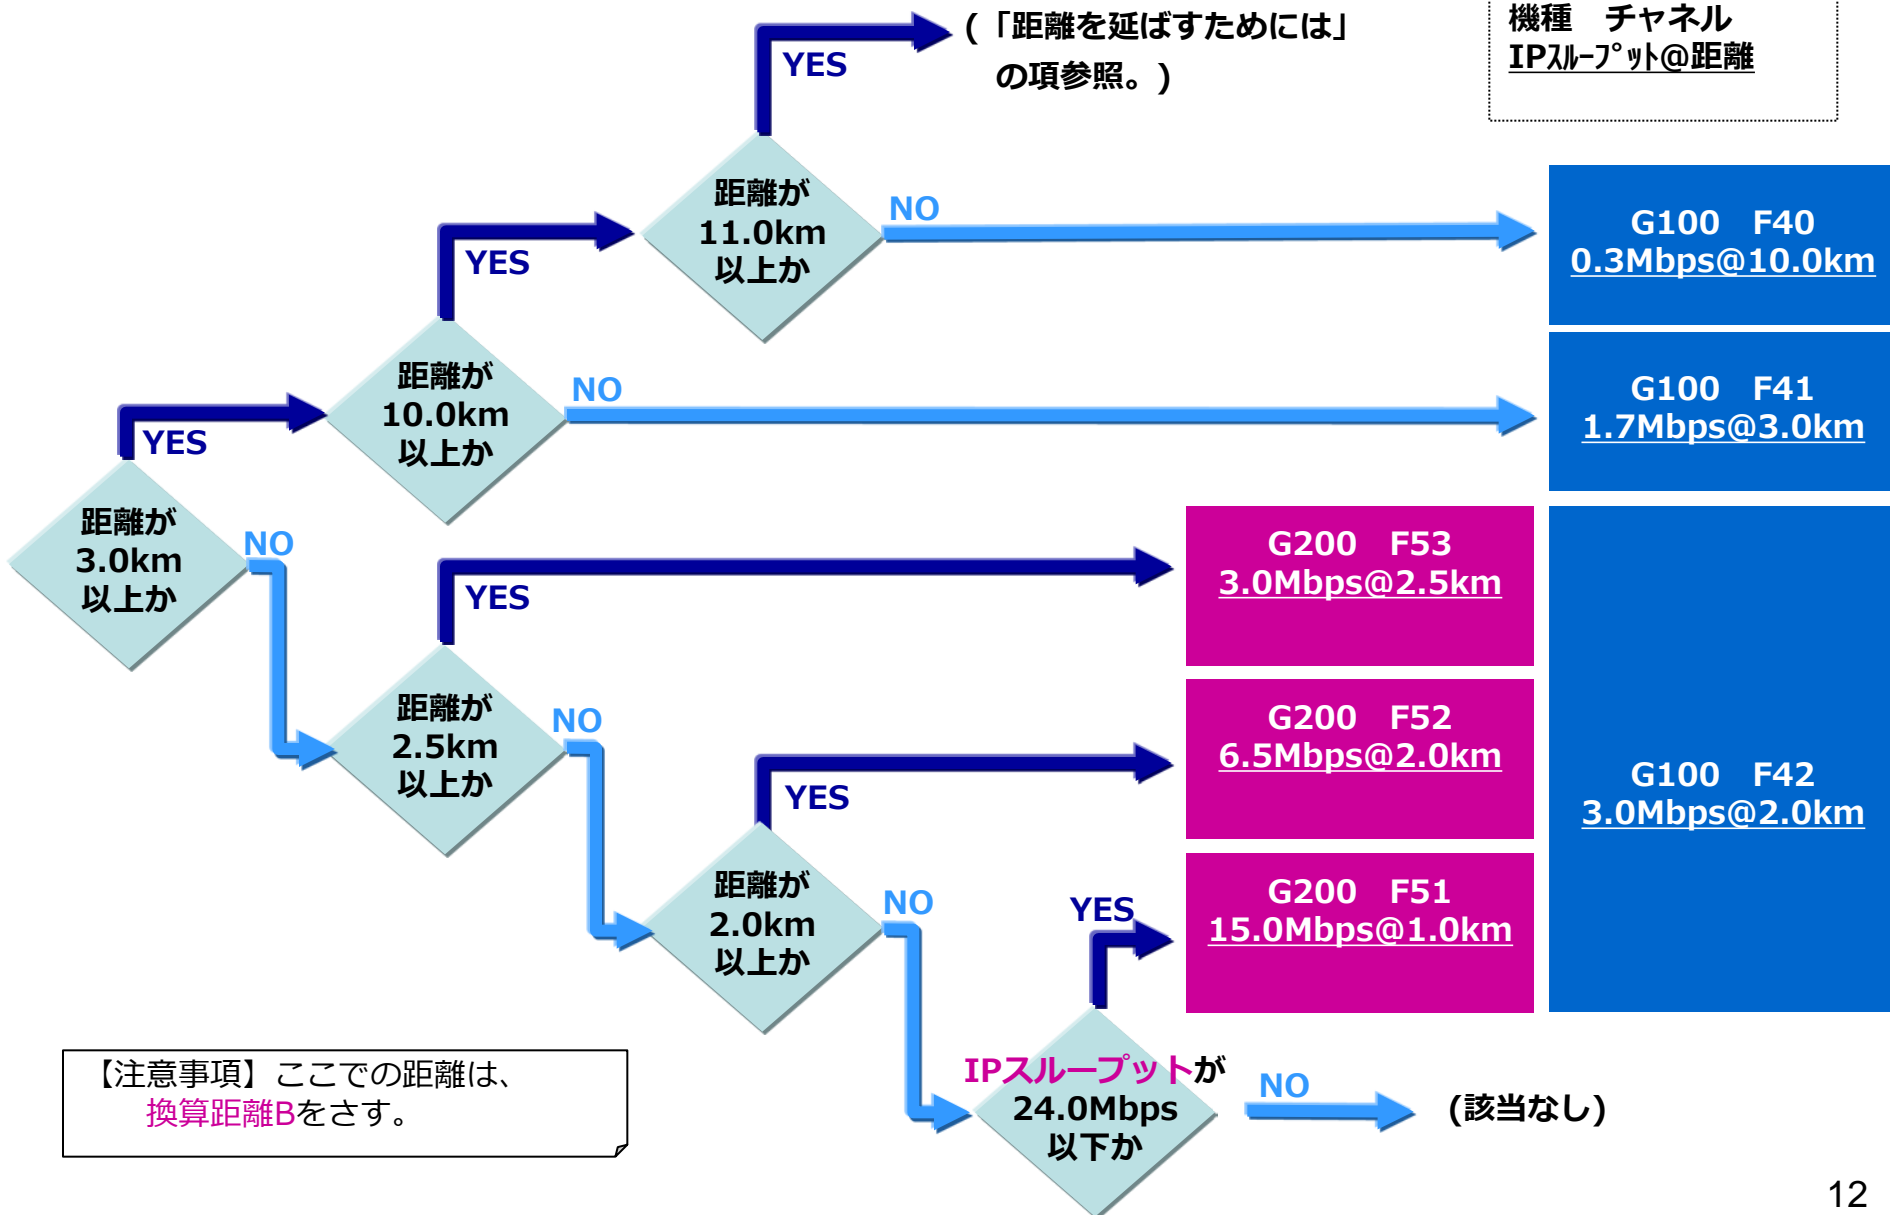 (「距離を延ばすためには」
の項参照。)
機種　チャネル
IPｽﾙｰﾌﾟｯﾄ@距離
YES
距離が
11.0km
以上か
NO
G100　F40
0.3Mbps@10.0km
YES
距離が
10.0km
以上か
NO
G100　F41
1.7Mbps@3.0km
YES
距離が
3.0km
以上か
NO
YES
G200　F53
3.0Mbps@2.5km
距離が
2.5km
以上か
NO
YES
G200　F52
6.5Mbps@2.0km
G100　F42
3.0Mbps@2.0km
距離が
2.0km
以上か
NO
YES
G200　F51
15.0Mbps@1.0km
IPスループットが
24.0Mbps
以下か
NO
(該当なし)
【注意事項】ここでの距離は、
換算距離Bをさす。
12